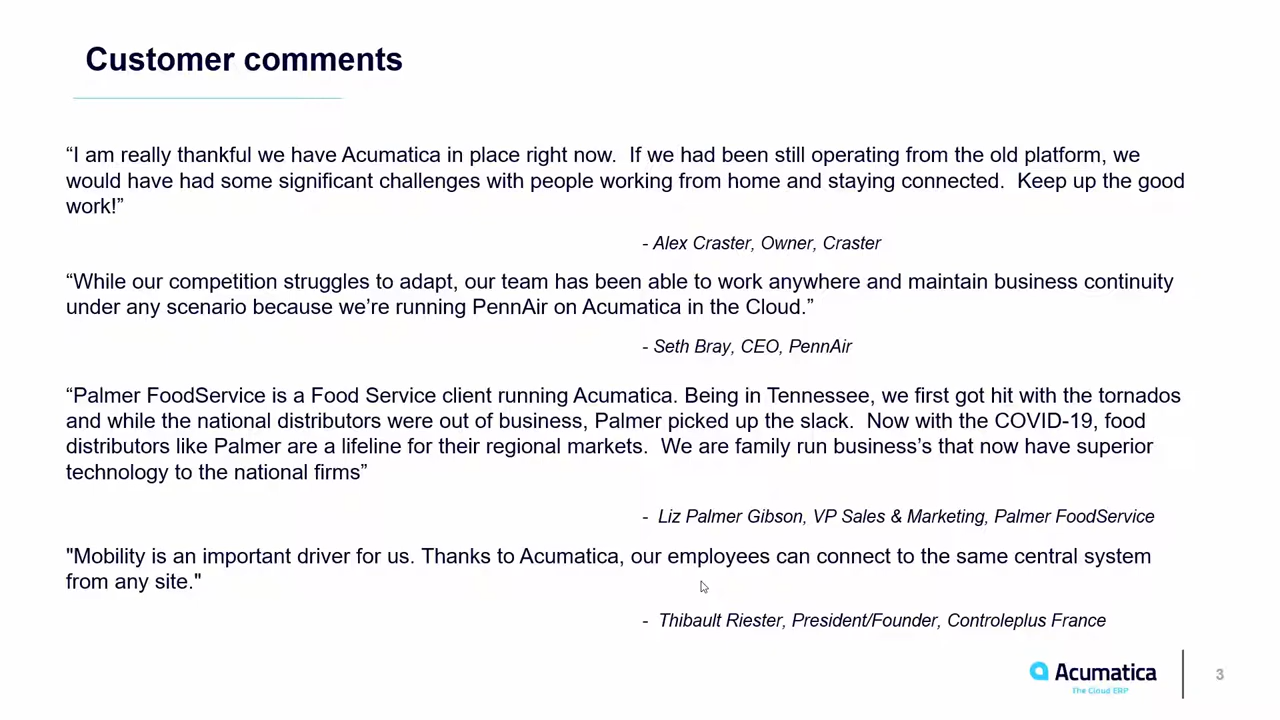 Customer comments
“I am really thankful we have Acumatica in place right now.  If we had been still operating from the old platform, we
would have had some significant challenges with people working from home and staying connected.  Keep up the good
work!”
- Alex Craster, Owner, Craster
“While our competition struggles to adapt, our team has been able to work anywhere and maintain business continuity
under any scenario because we’re running PennAir on Acumatica in the Cloud.”
- Seth Bray, CEO, PennAir
“Palmer FoodService is a Food Service client running Acumatica. Being in Tennessee, we first got hit with the tornados
and while the national distributors were out of business, Palmer picked up the slack.  Now with the COVID-19, food
distributors like Palmer are a lifeline for their regional markets.  We are family run business’s that now have superior
technology to the national firms”
- Liz Palmer Gibson, VP Sales & Marketing, Palmer FoodService
"Mobility is an important driver for us. Thanks to Acumatica, our employees can connect to the same central system
from any site."
- Thibault Riester, President/Founder, Controleplus France
Acumatica
The Cloud ERP
3